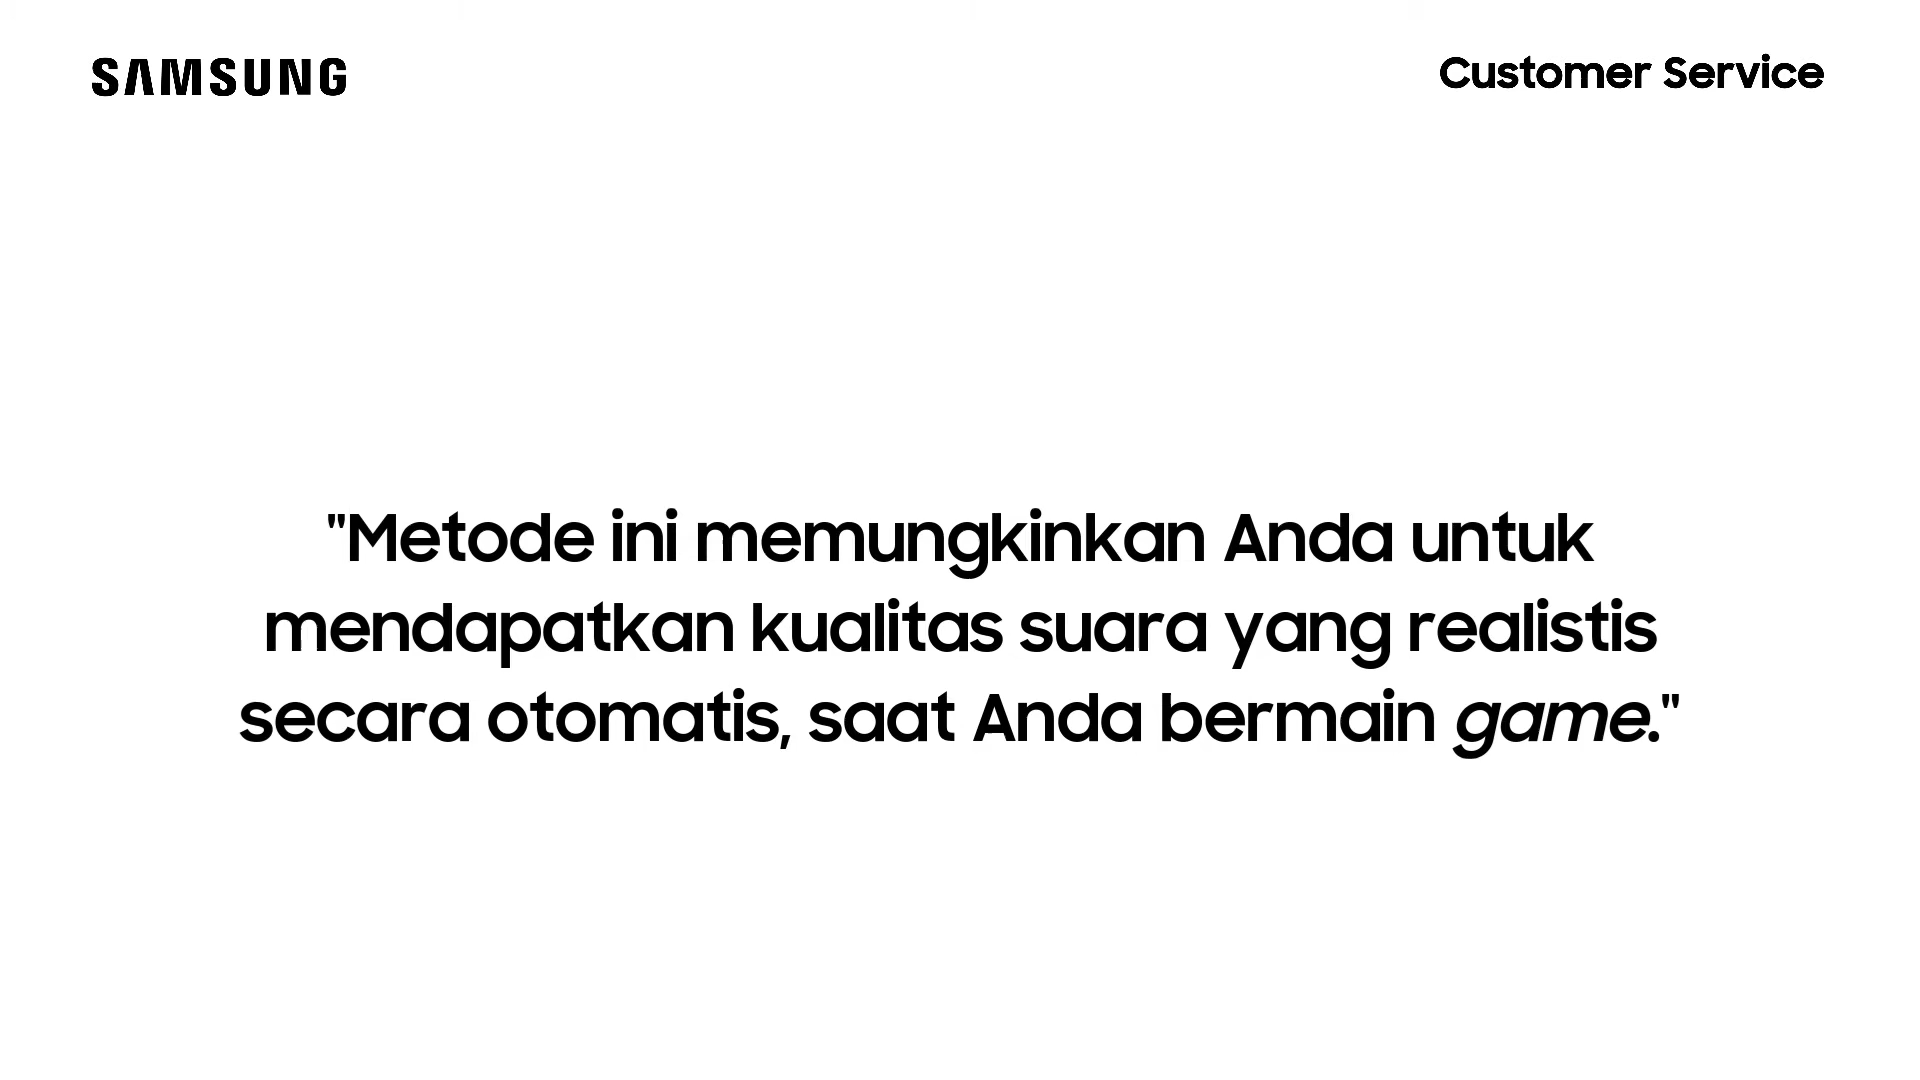 SAMSUNG
Customer Service
"Metode ini memungkinkan Anda untuk
mendapatkan kualitas suara yang realistis
secara otomatis, saat Anda bermain game."